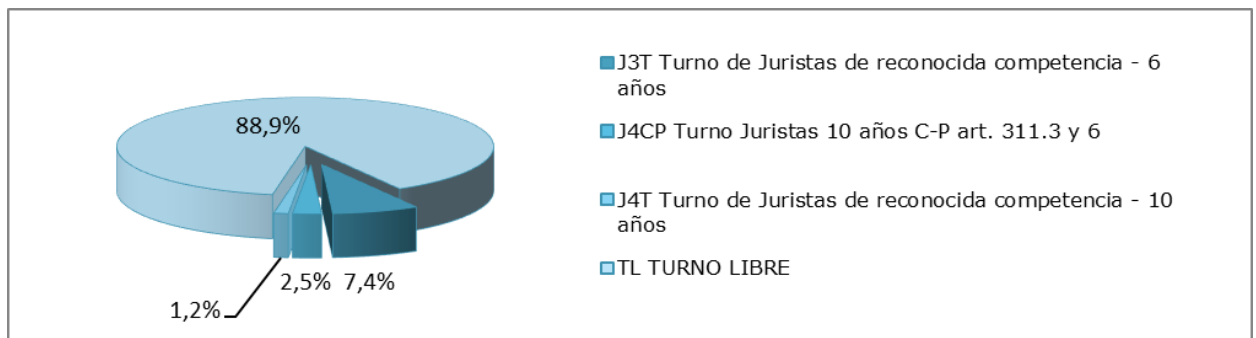 88,9%
2,5%
7,4%
1,2%
J3T Turno de Juristas de reconocida competencia - 6
años
J4CP Turno Juristas 10 años C-P art. 311.3 y 6
J4T Turno de Juristas de reconocida competencia - 10
años
TL TURNO LIBRE